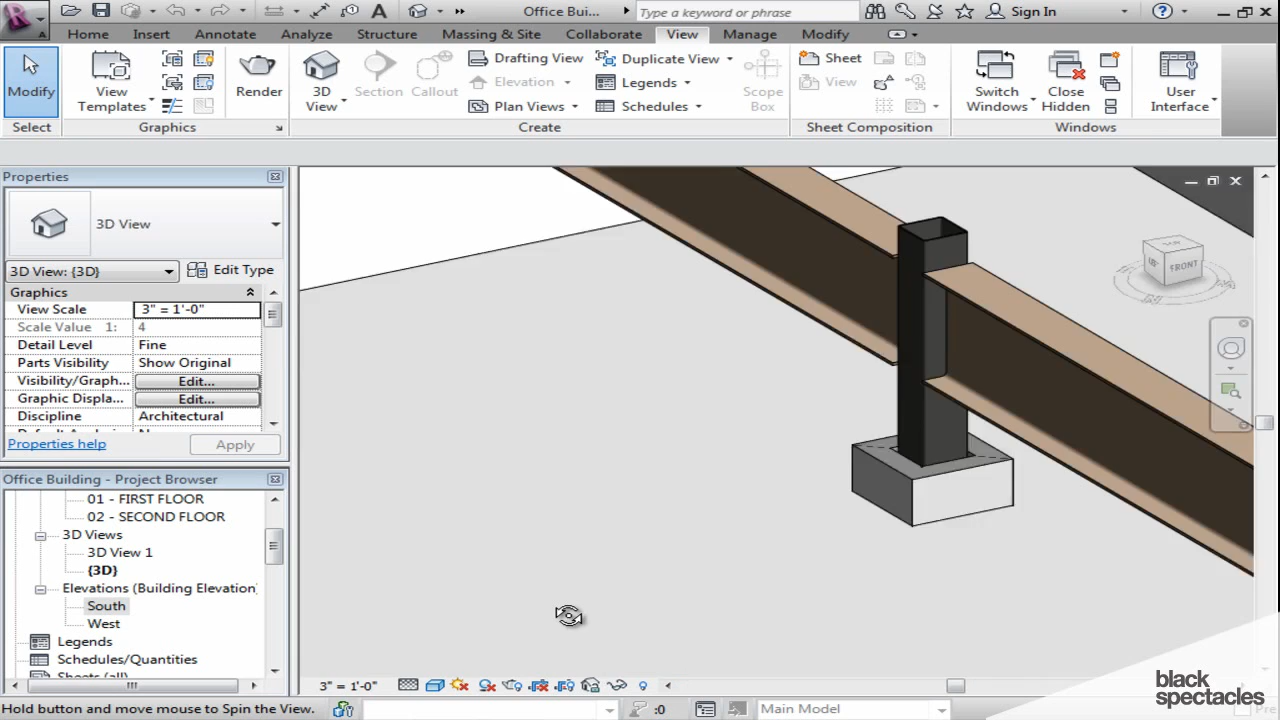 Office Bui...
Type a keyword or phrase
Sign In
Home Insert Annotate Analyze Structure Massing & Site Collaborate View Manage Modify
Modify
View Templates
Render
3D View
Section
Callout
Drafting View
Elevation
Plan Views
Duplicate View
Legends
Schedules
Scope Box
Sheet
View
Switch Windows
Close Hidden
User Interface
Select Graphics Create Sheet Composition Windows
Properties
3D View
3D View: {3D}
Edit Type
Graphics
View Scale 3" = 1'-0"
Scale Value 1: 4
Detail Level Fine
Parts Visibility Show Original
Visibility/Graph... Edit...
Graphic Displa... Edit...
Discipline Architectural
Properties help
Apply
Office Building - Project Browser
01 - FIRST FLOOR
02 - SECOND FLOOR
3D Views
3D View 1
{3D}
Elevations (Building Elevation)
South
West
Legends
Schedules/Quantities
Sheets (all)
FRONT
3" = 1'-0"
Hold button and move mouse to Spin the View.
:0
Main Model
black
spectacles